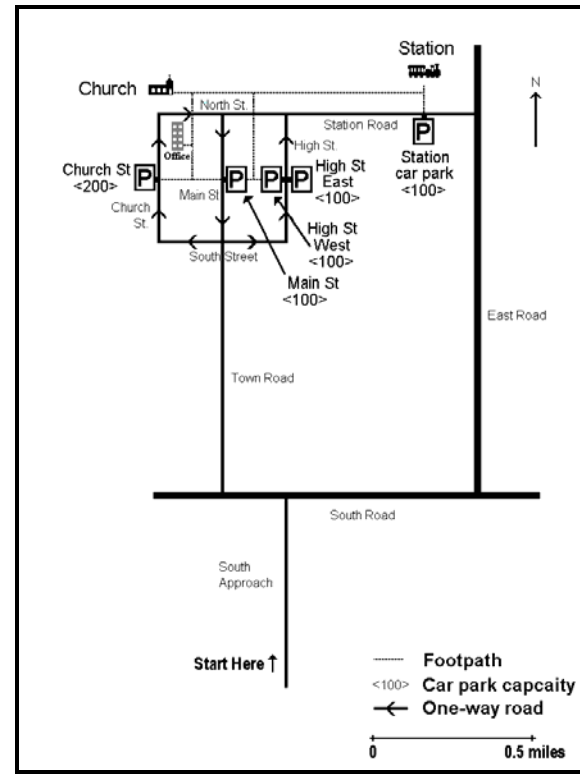 Station
Church
N
North St.
Station Road
Office
High St.
P
Station
car park
<100>
Church St
<200>
P
Main St
P
P
P
High St
East
<100>
Church
St.
High St
West
<100>
South Street
Main St
<100>
East Road
Town Road
South Road
South
Approach
Start Here
Footpath
<100> Car park capcaity
One-way road
0 0.5 miles